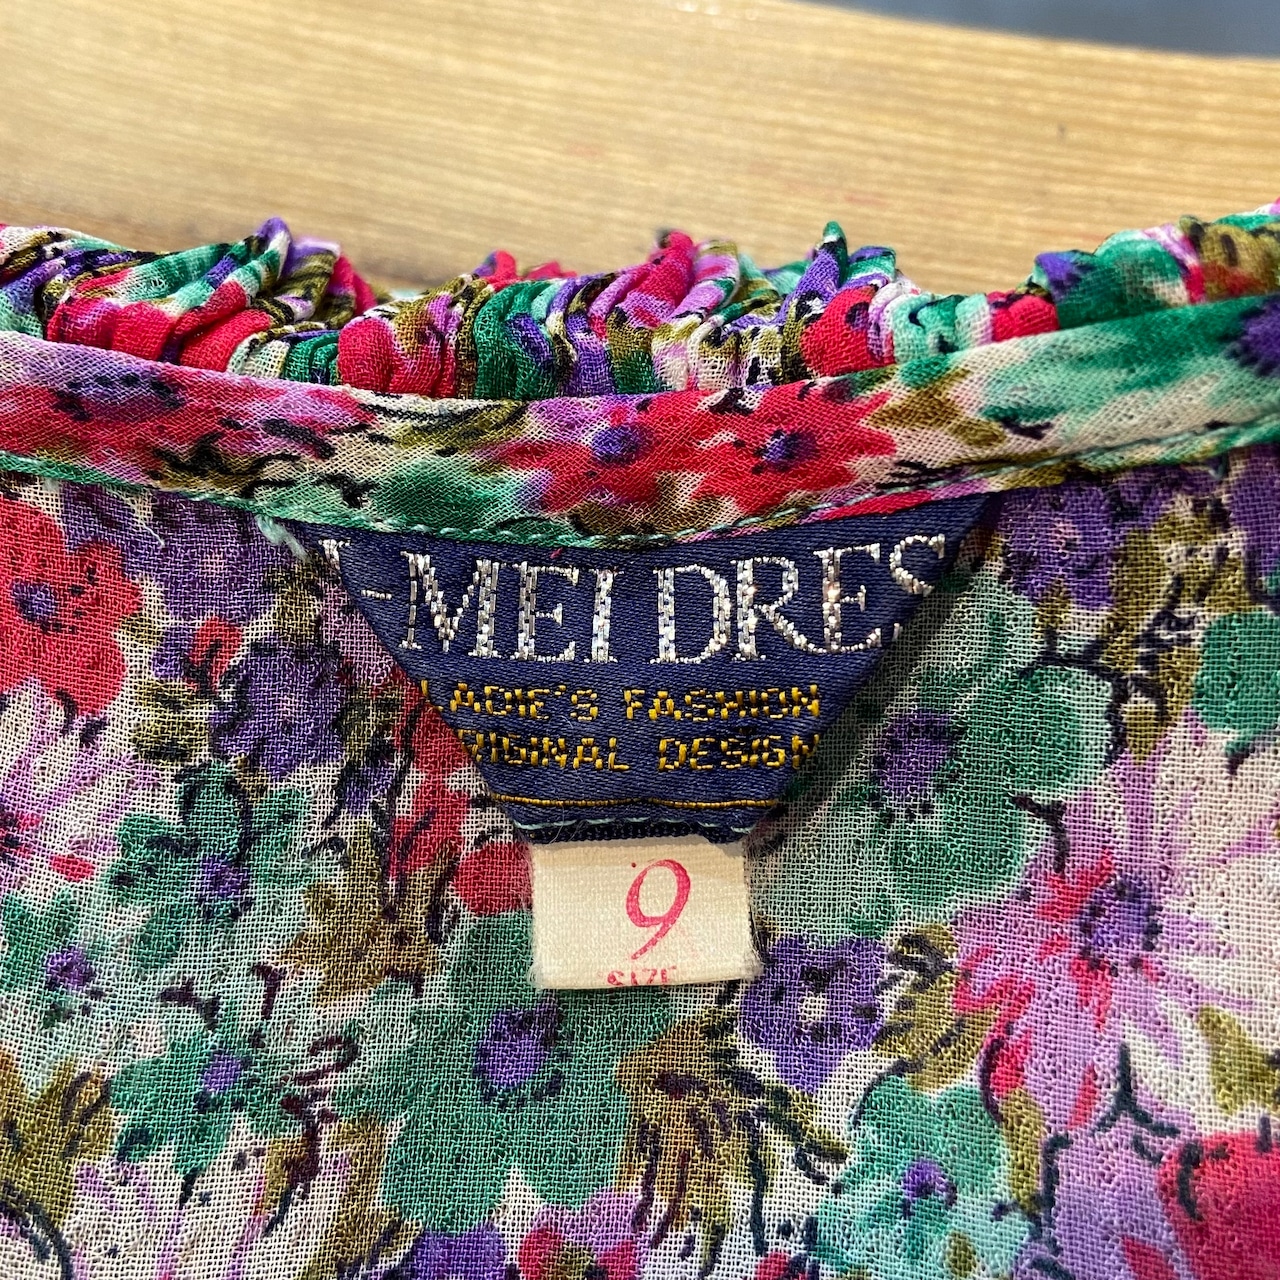 -MEI DRES
LADIE'S FASHION
RIGINAL DESIGN
9
SIZE